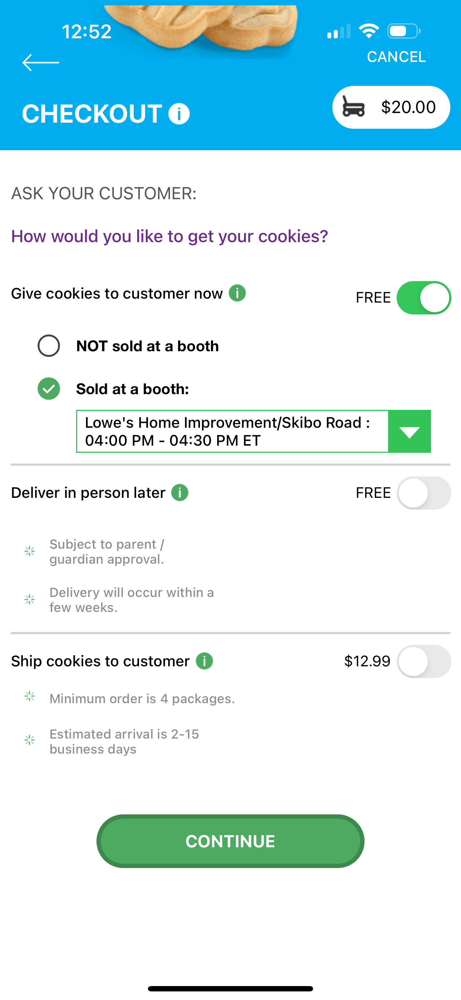 12:52
CANCEL
CHECKOUT i
$20.00
ASK YOUR CUSTOMER:
How would you like to get your cookies?
Give cookies to customer now i
FREE
NOT sold at a booth
Sold at a booth:
Lowe's Home Improvement/Skibo Road :
04:00 PM - 04:30 PM ET
Deliver in person later i
FREE
Subject to parent /
guardian approval.
Delivery will occur within a
few weeks.
Ship cookies to customer i
$12.99
Minimum order is 4 packages.
Estimated arrival is 2-15
business days
CONTINUE